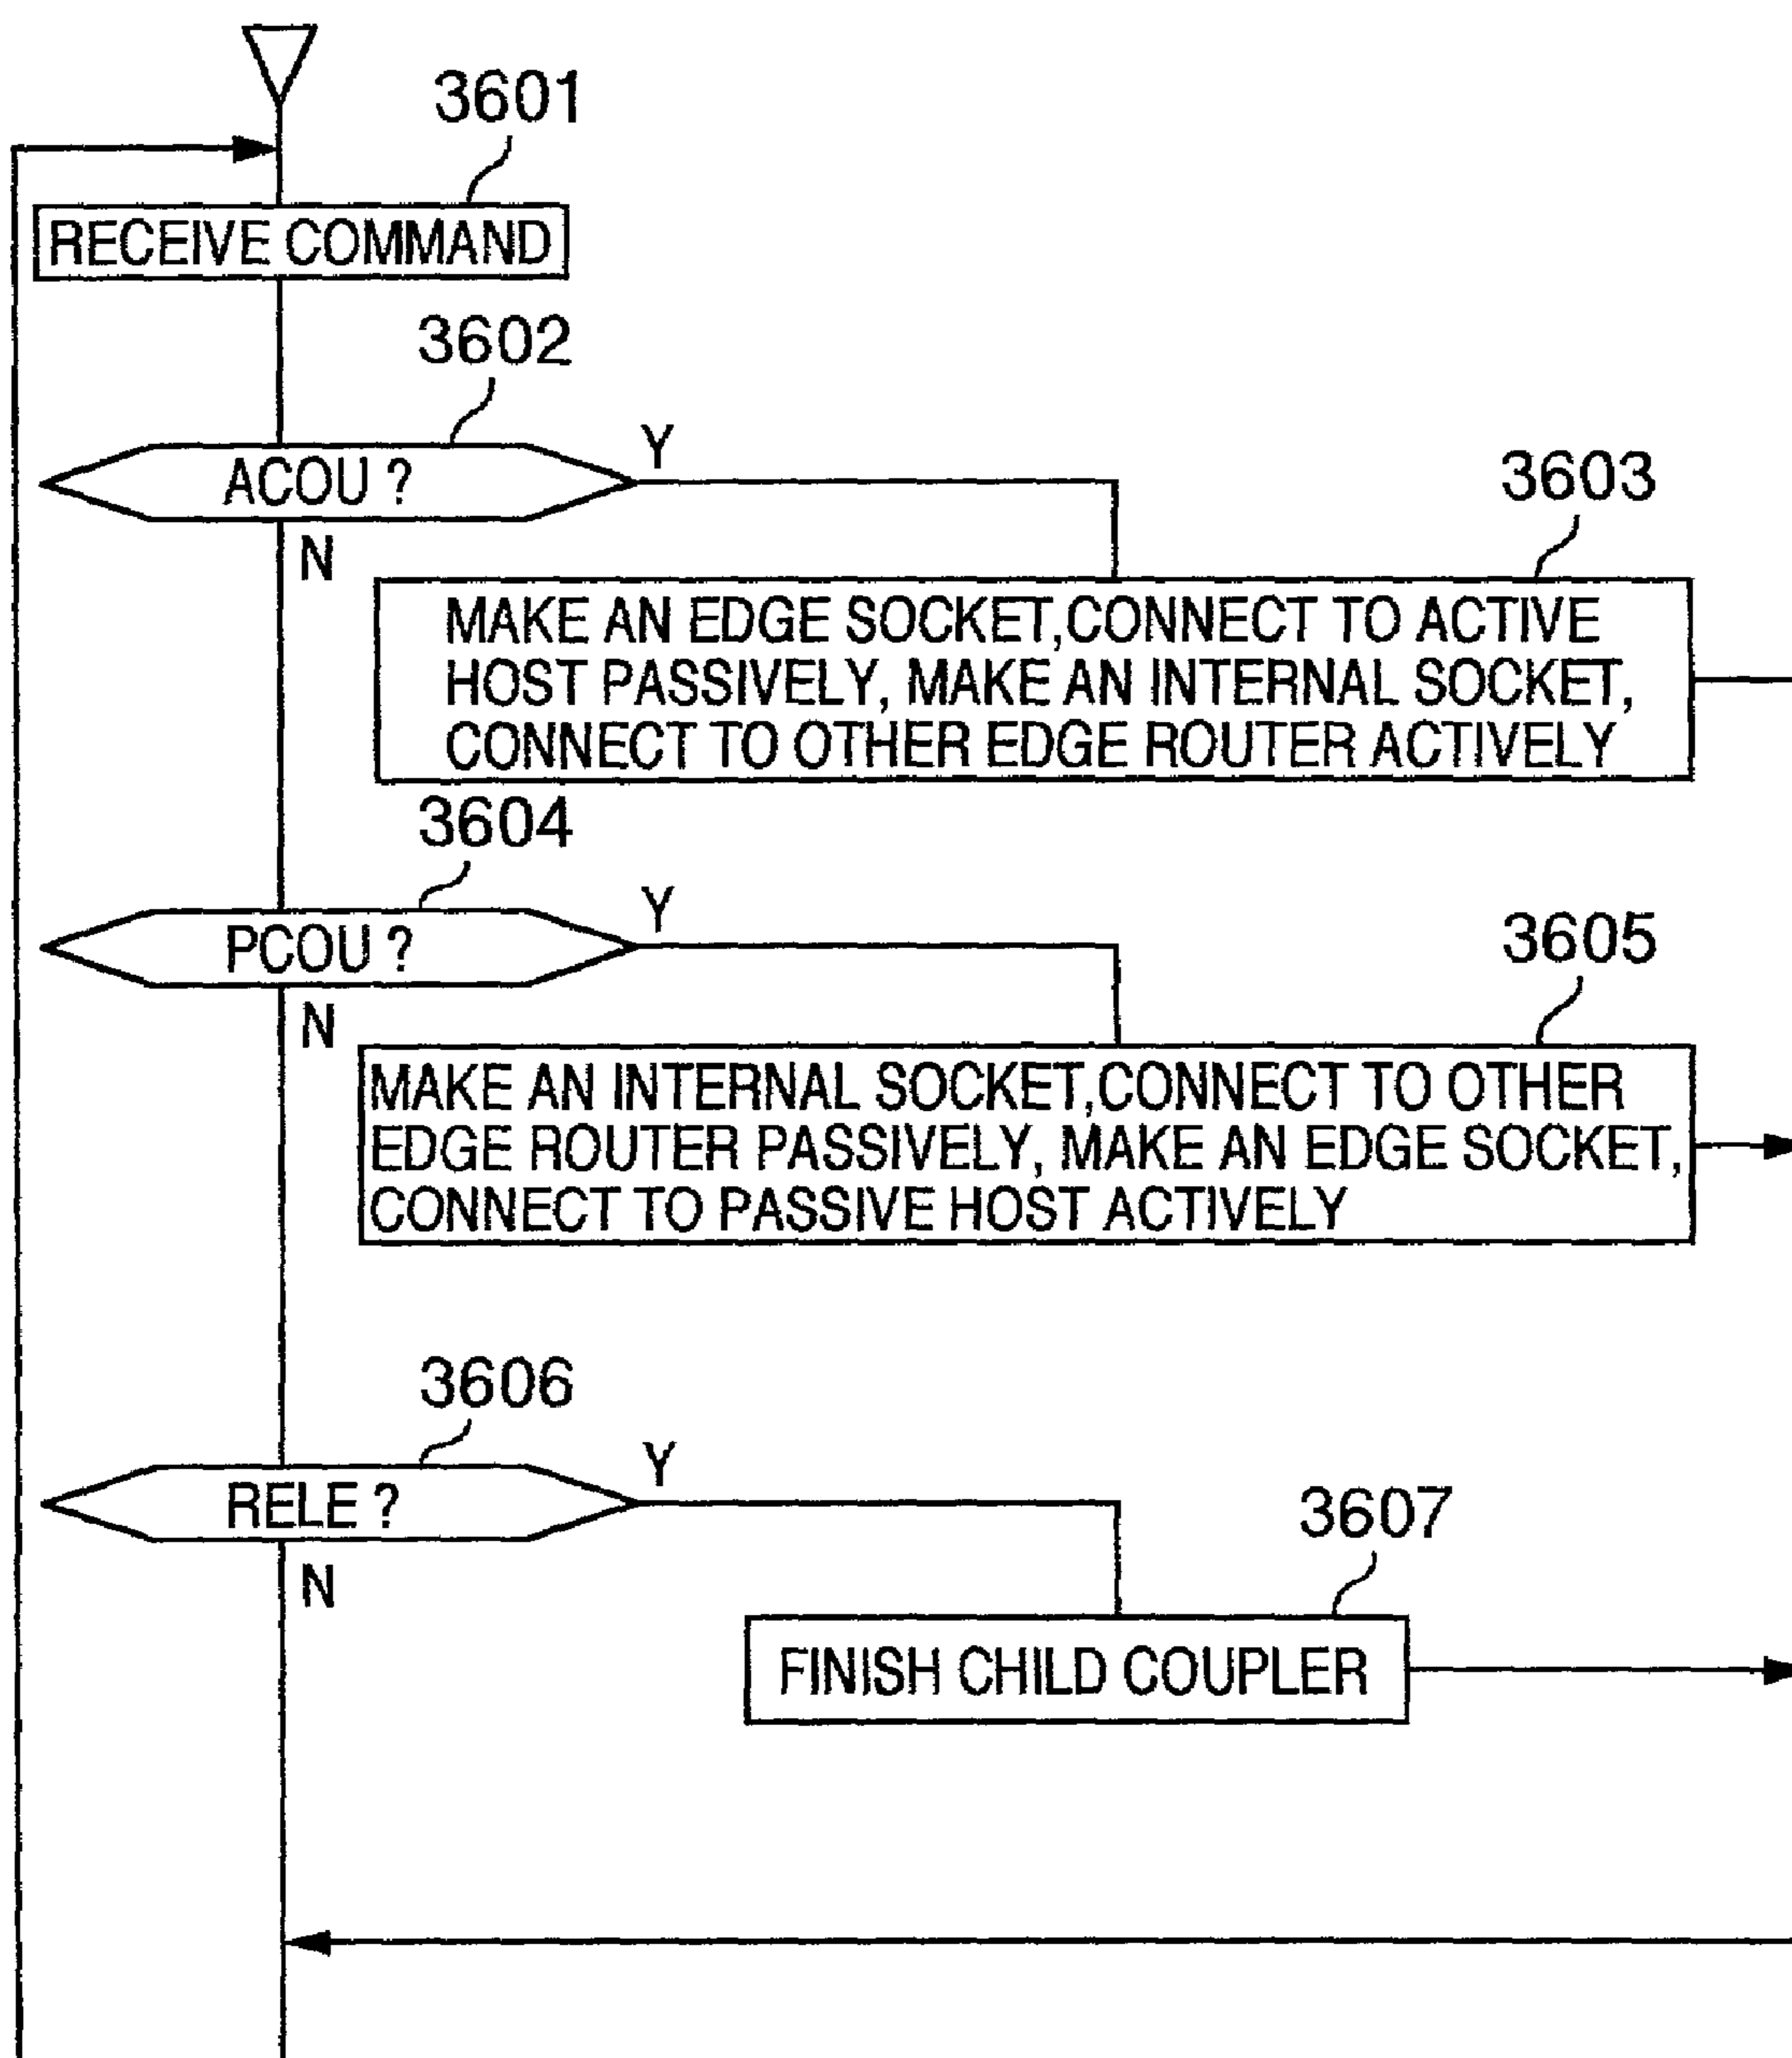 3601
RECEIVE COMMAND
3602
ACOU ?
Y
N
3603
MAKE AN EDGE SOCKET,CONNECT TO ACTIVE
HOST PASSIVELY, MAKE AN INTERNAL SOCKET,
CONNECT TO OTHER EDGE ROUTER ACTIVELY
3604
PCOU ?
Y
N
3605
MAKE AN INTERNAL SOCKET,CONNECT TO OTHER
EDGE ROUTER PASSIVELY, MAKE AN EDGE SOCKET,
CONNECT TO PASSIVE HOST ACTIVELY
3606
RELE ?
Y
N
3607
FINISH CHILD COUPLER